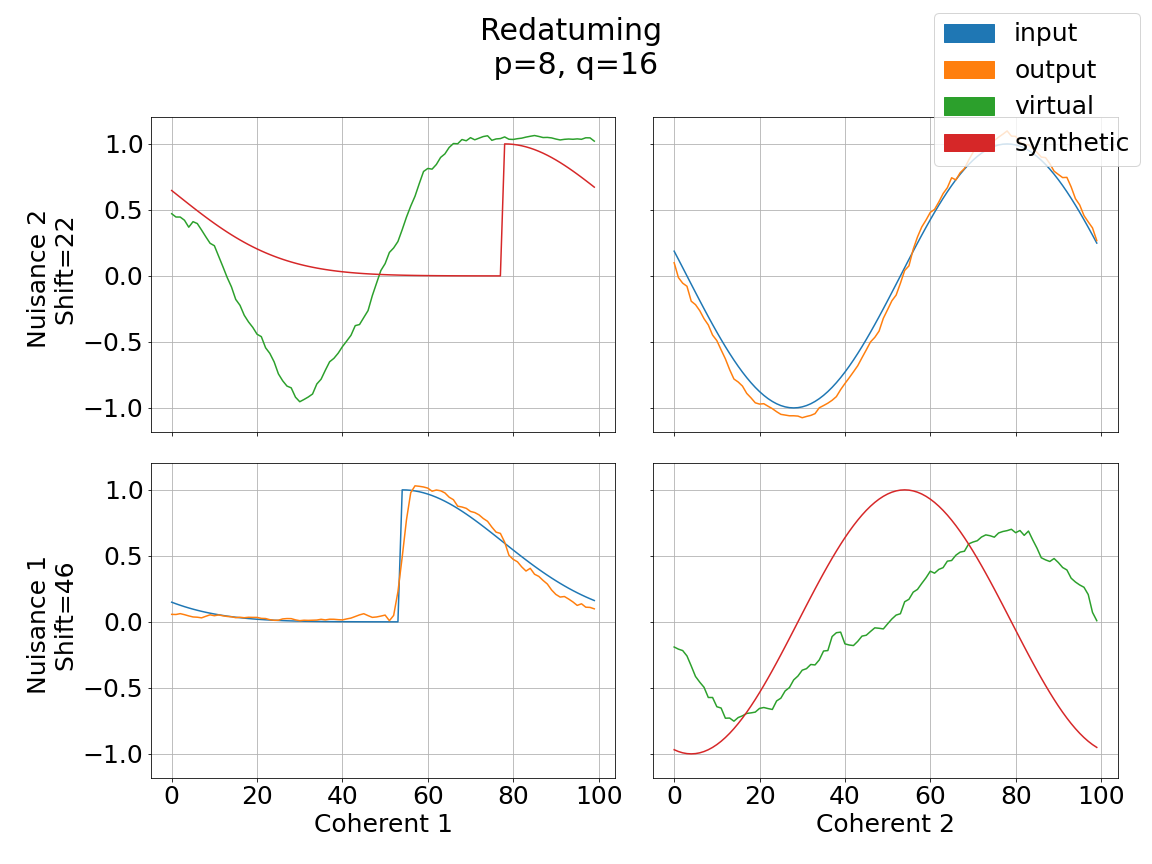 Redatuming
p=8, q=16
input
output
virtual
synthetic
Nuisance 2
Shift=22
1.0
0.5
0.0
−0.5
−1.0
Nuisance 1
Shift=46
1.0
0.5
0.0
−0.5
−1.0
0 20 40 60 80 100
Coherent 1
0 20 40 60 80 100
Coherent 2